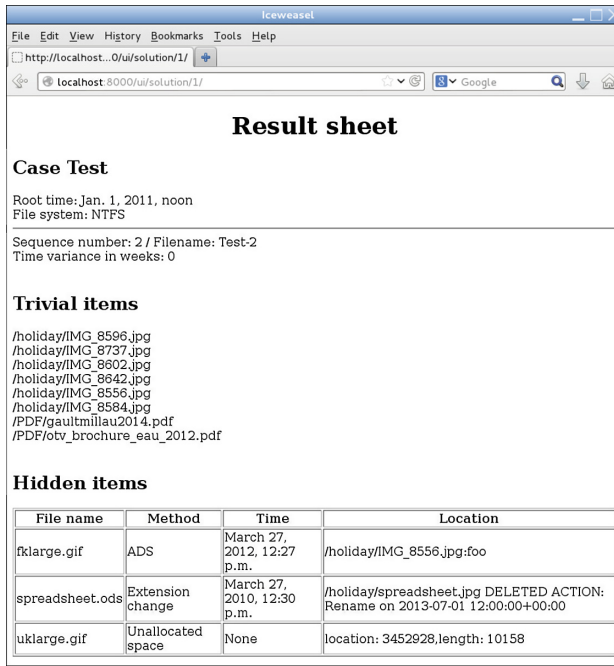 Iceweasel
File Edit View History Bookmarks Tools Help
http://localhost...0/ui/solution/1/
localhost:8000/ui/solution/1/ Google
Result sheet
Case Test
Root time: Jan. 1, 2011, noon
File system: NTFS
Sequence number: 2 / Filename: Test-2
Time variance in weeks: 0
Trivial items
/holiday/IMG_8596.jpg
/holiday/IMG_8737.jpg
/holiday/IMG_8602.jpg
/holiday/IMG_8642.jpg
/holiday/IMG_8556.jpg
/holiday/IMG_8584.jpg
/PDF/gaultmillau2014.pdf
/PDF/otv_brochure_eau_2012.pdf
Hidden items
File name Method Time Location
fklarge.gif ADS March 27, 2012, 12:27 p.m. /holiday/IMG_8556.jpg:foo
spreadsheet.ods Extension change March 27, 2010, 12:30 p.m. /holiday/spreadsheet.jpg DELETED ACTION: Rename on 2013-07-01 12:00:00+00:00
uklarge.gif Unallocated space None location: 3452928,length: 10158